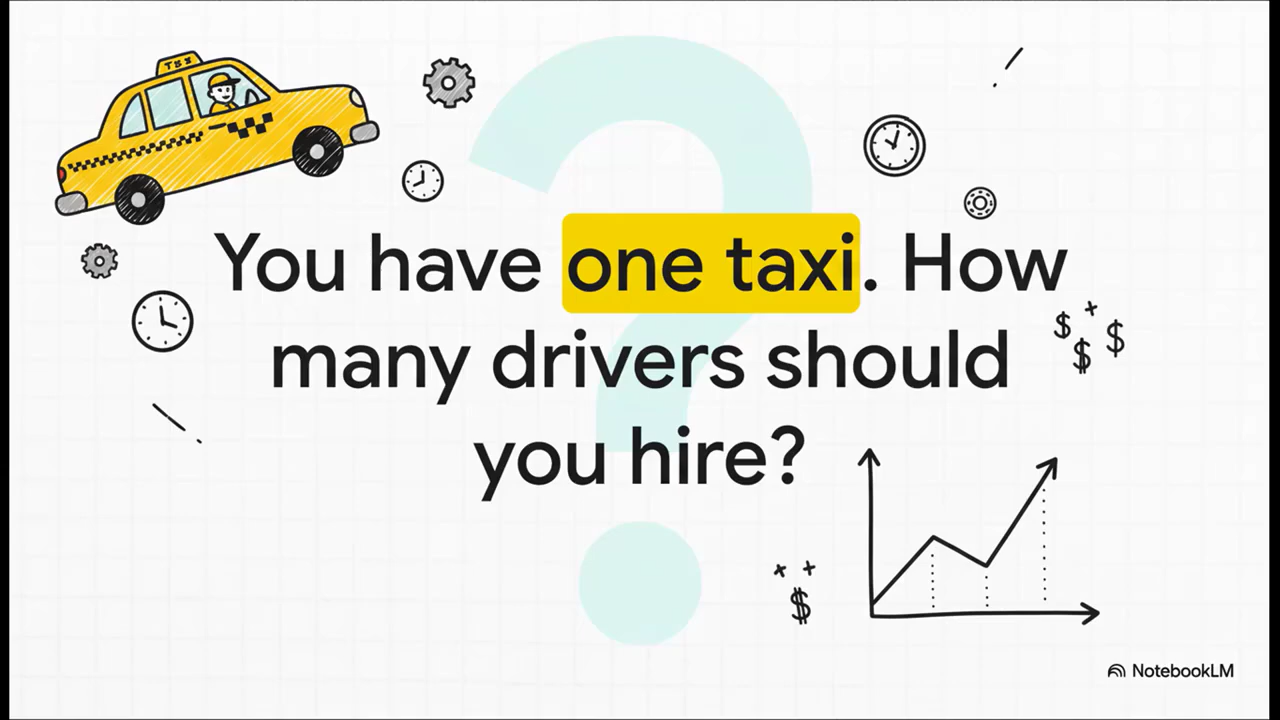 You have one taxi. How
many drivers should
you hire?
$ $ $
$
NotebookLM